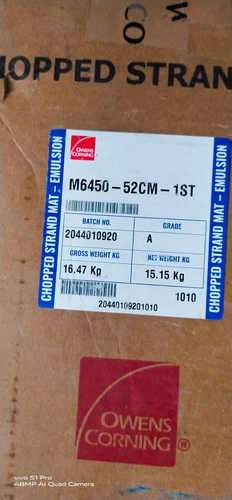 CO
HOPPED STRAN
CHOPPED STRAND MAT – EMULSION
OWENS
CORNING
M6450-52CM-1ST
BATCH NO.
GRADE
2044010920
A
GROSS WEIGHT KG
NET WEIGHT KG
16.47 Kg
15.15 Kg
1010
20440109201010
CHOPPED STRAND MAT – EMULSION
OWENS
CORNING®
vivo S1 Pro
48MP AI Quad Camera